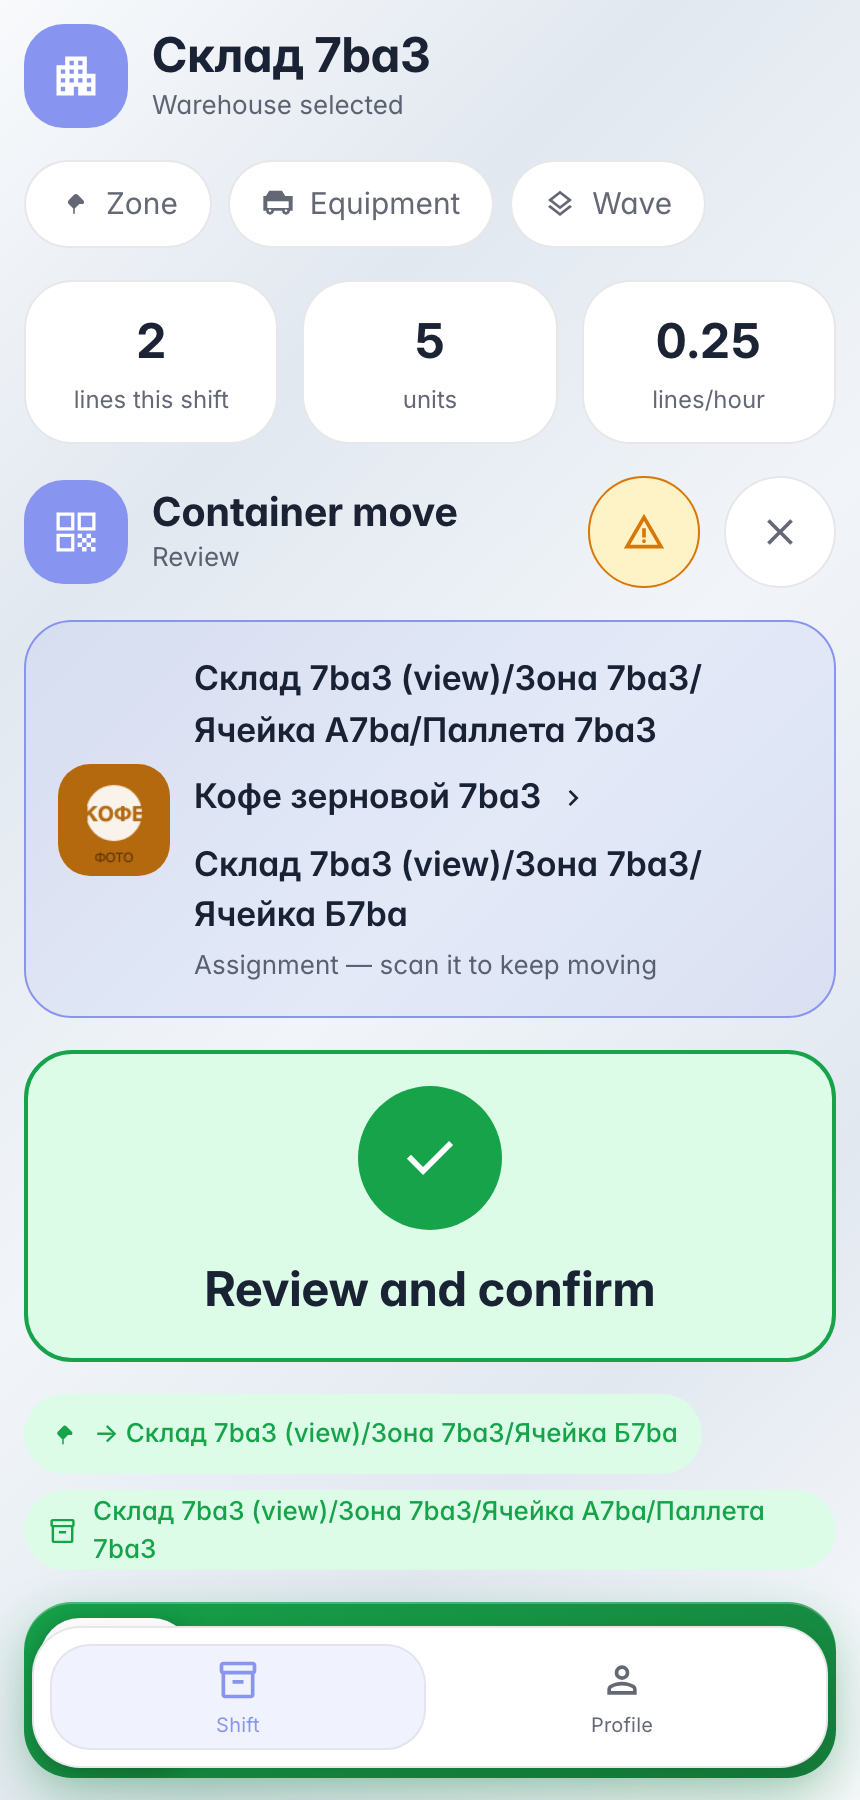 Склад 7ba3
Warehouse selected
Zone
Equipment
Wave
2
lines this shift
5
units
0.25
lines/hour
Container move
Review
Склад 7ba3 (view)/Зона 7ba3/
Ячейка А7ba/Паллета 7ba3
КОФЕ
ФОТО
Кофе зерновой 7ba3
Склад 7ba3 (view)/Зона 7ba3/
Ячейка Б7ba
Assignment — scan it to keep moving
Review and confirm
→ Склад 7ba3 (view)/Зона 7ba3/Ячейка Б7ba
Склад 7ba3 (view)/Зона 7ba3/Ячейка А7ba/Паллета
7ba3
Shift
Profile